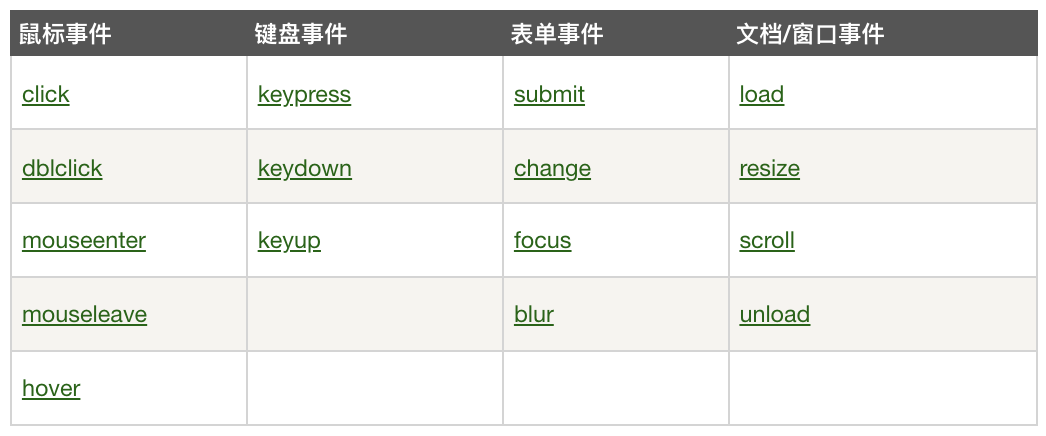 鼠标事件 键盘事件 表单事件 文档/窗口事件
click keypress submit load
dblclick keydown change resize
mouseenter keyup focus scroll
mouseleave blur unload
hover